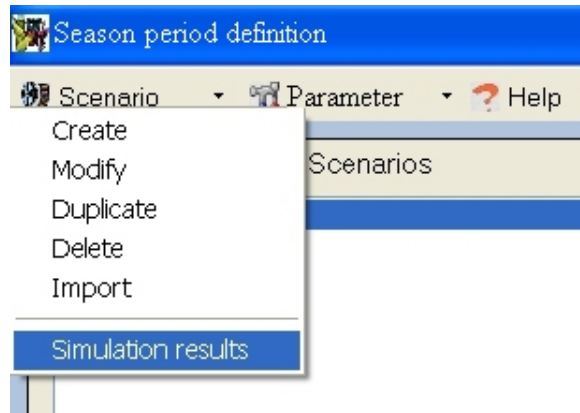 Season period definition
Scenario Parameter Help
Create
Modify
Scenarios
Duplicate
Delete
Import
Simulation results